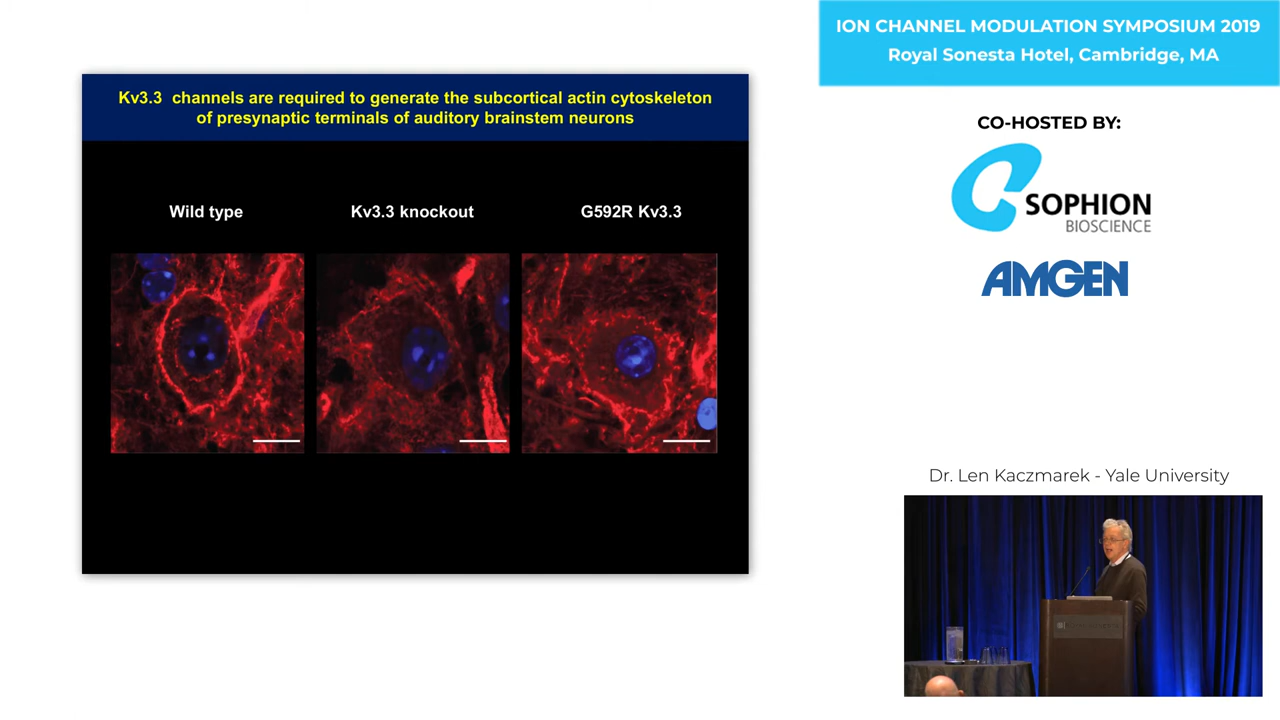 Kv3.3 channels are required to generate the subcortical actin cytoskeleton
of presynaptic terminals of auditory brainstem neurons
Wild type
Kv3.3 knockout
G592R Kv3.3
ION CHANNEL MODULATION SYMPOSIUM 2019
Royal Sonesta Hotel, Cambridge, MA
CO-HOSTED BY:
SOPHION
BIOSCIENCE
AMGEN
Dr. Len Kaczmarek - Yale University